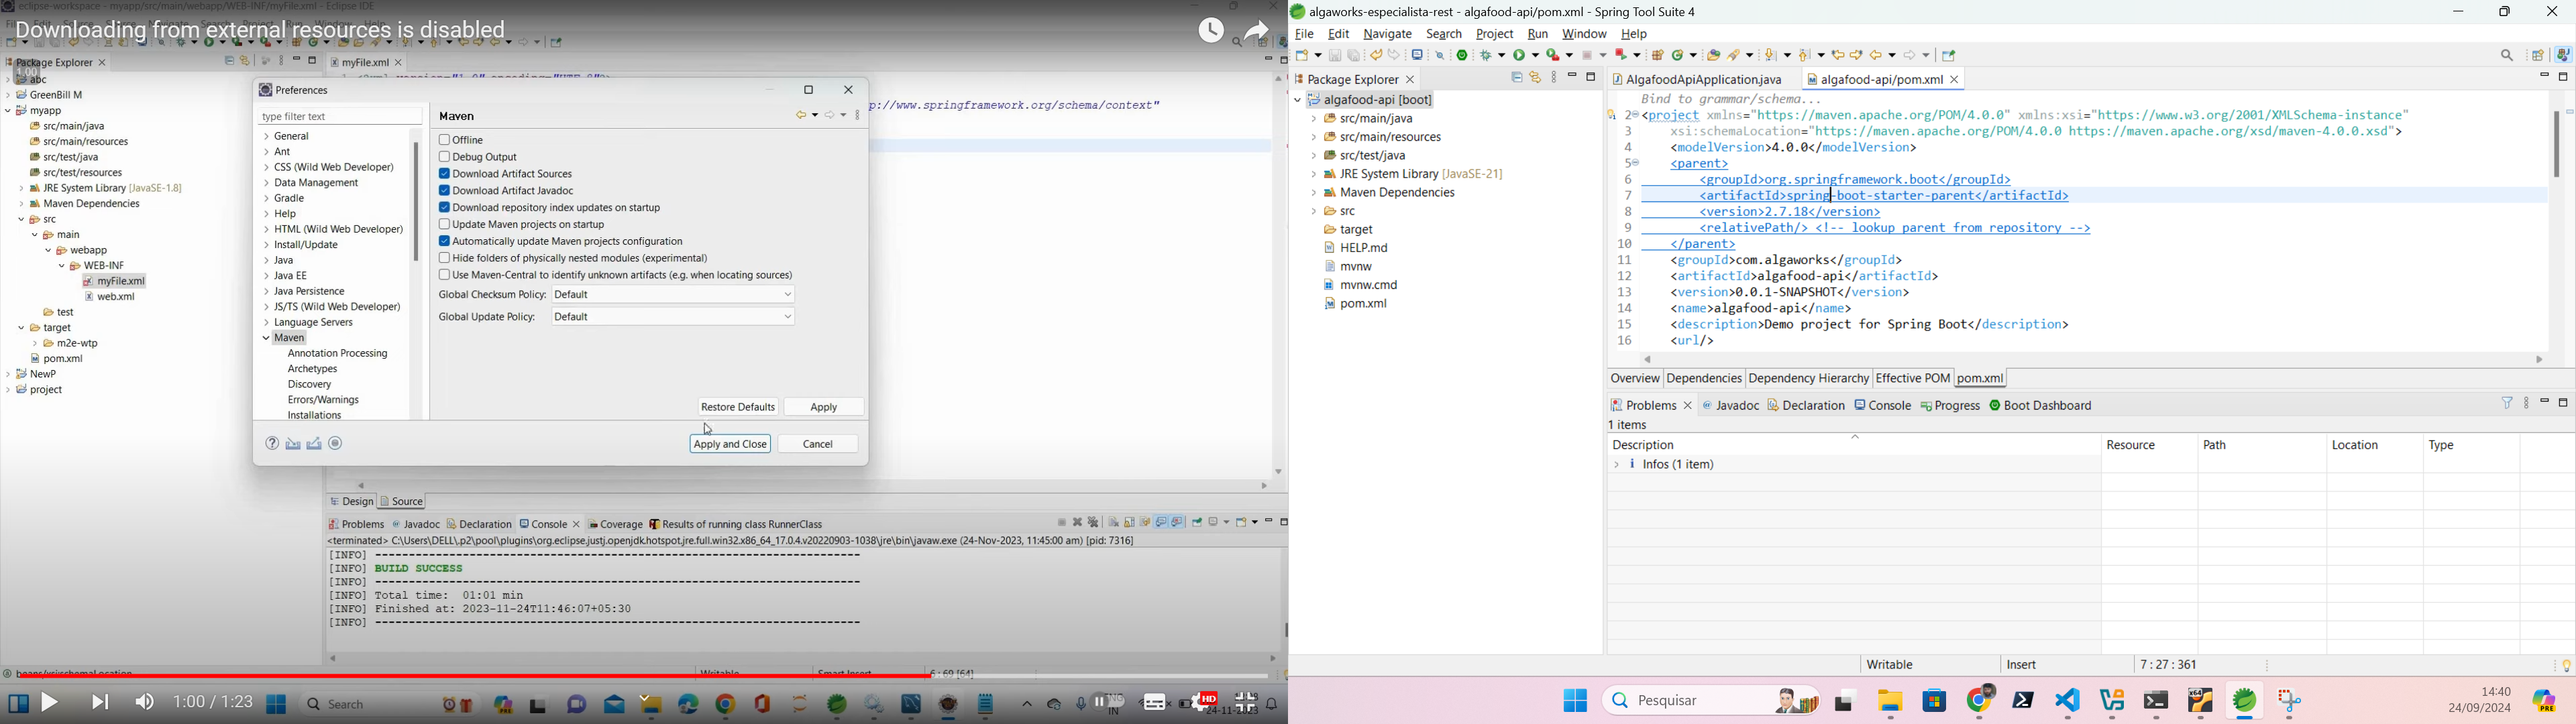 eclipse-workspace - myapp/src/main/webapp/WEB-INF/myFile.xml - Eclipse IDE
Downloading from external resources is disabled
Package Explorer
1.00
abc
GreenBill M
myapp
src/main/java
src/main/resources
src/test/java
src/test/resources
JRE System Library [JavaSE-1.8]
Maven Dependencies
src
main
webapp
WEB-INF
myFile.xml
web.xml
test
target
m2e-wtp
pom.xml
NewP
project
myFile.xml
p://www.springframework.org/schema/context"
Preferences
type filter text
General
Ant
CSS (Wild Web Developer)
Data Management
Gradle
Help
HTML (Wild Web Developer)
Install/Update
Java
Java EE
Java Persistence
JS/TS (Wild Web Developer)
Language Servers
Maven
Annotation Processing
Archetypes
Discovery
Errors/Warnings
Installations
Maven
Offline
Debug Output
Download Artifact Sources
Download Artifact Javadoc
Download repository index updates on startup
Update Maven projects on startup
Automatically update Maven projects configuration
Hide folders of physically nested modules (experimental)
Use Maven-Central to identify unknown artifacts (e.g. when locating sources)
Global Checksum Policy: Default
Global Update Policy: Default
Restore Defaults Apply
Apply and Close Cancel
Design Source
Problems Javadoc Declaration Console Coverage Results of running class RunnerClass
<terminated> C:\Users\DELL\.p2\pool\plugins\org.eclipse.justj.openjdk.hotspot.jre.full.win32.x86_64_17.0.4.v20220903-1038\jre\bin\javaw.exe (24-Nov-2023, 11:45:00 am) [pid: 7316]
[INFO] ------------------------------------------------------------------------
[INFO] BUILD SUCCESS
[INFO] ------------------------------------------------------------------------
[INFO] Total time:  01:01 min
[INFO] Finished at: 2023-11-24T11:46:07+05:30
[INFO] ------------------------------------------------------------------------
Writable Smart Insert 6 : 69 [64]
1:00 / 1:23
Search
HD
IN
24-11-2023
algaworks-especialista-rest - algafood-api/pom.xml - Spring Tool Suite 4
File Edit Navigate Search Project Run Window Help
Package Explorer
algafood-api [boot]
src/main/java
src/main/resources
src/test/java
JRE System Library [JavaSE-21]
Maven Dependencies
src
target
HELP.md
mvnw
mvnw.cmd
pom.xml
AlgafoodApiApplication.java algafood-api/pom.xml
Bind to grammar/schema...
2 <project xmlns="https://maven.apache.org/POM/4.0.0" xmlns:xsi="https://www.w3.org/2001/XMLSchema-instance"
3 xsi:schemaLocation="https://maven.apache.org/POM/4.0.0 https://maven.apache.org/xsd/maven-4.0.0.xsd">
4 <modelVersion>4.0.0</modelVersion>
5 <parent>
6 <groupId>org.springframework.boot</groupId>
7 <artifactId>spring-boot-starter-parent</artifactId>
8 <version>2.7.18</version>
9 <relativePath/> <!-- lookup parent from repository -->
10 </parent>
11 <groupId>com.algaworks</groupId>
12 <artifactId>algafood-api</artifactId>
13 <version>0.0.1-SNAPSHOT</version>
14 <name>algafood-api</name>
15 <description>Demo project for Spring Boot</description>
16 <url/>
Overview Dependencies Dependency Hierarchy Effective POM pom.xml
Problems Javadoc Declaration Console Progress Boot Dashboard
1 items
Description Resource Path Location Type
Infos (1 item)
Writable Insert 7 : 27 : 361
Pesquisar
14:40
24/09/2024